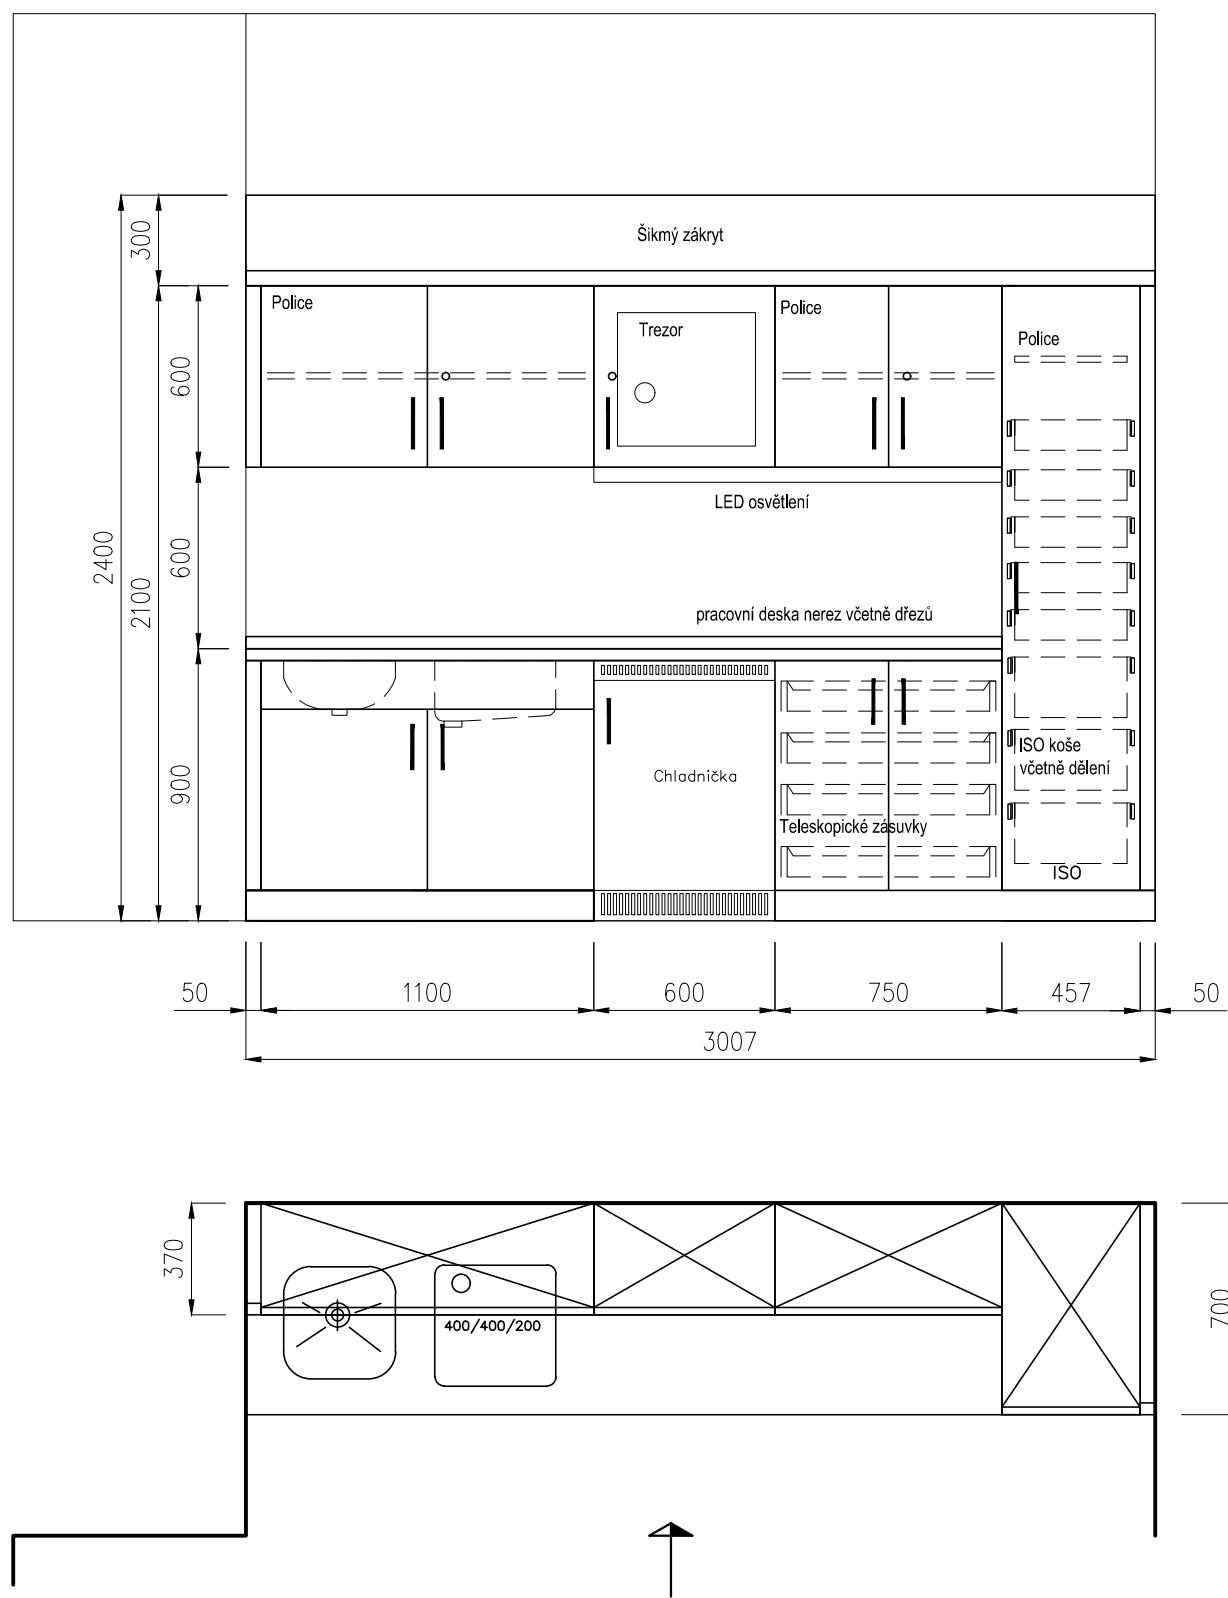 Šikmý zákryt
300
Police
Trezor
Police
Police
600
LED osvětlení
2400
2100
600
pracovní deska nerez včetně dřezů
900
Chladnička
ISO koše
včetně dělení
Teleskopické zásuvky
ISO
50
1100
600
750
457
50
3007
370
700
400/400/200